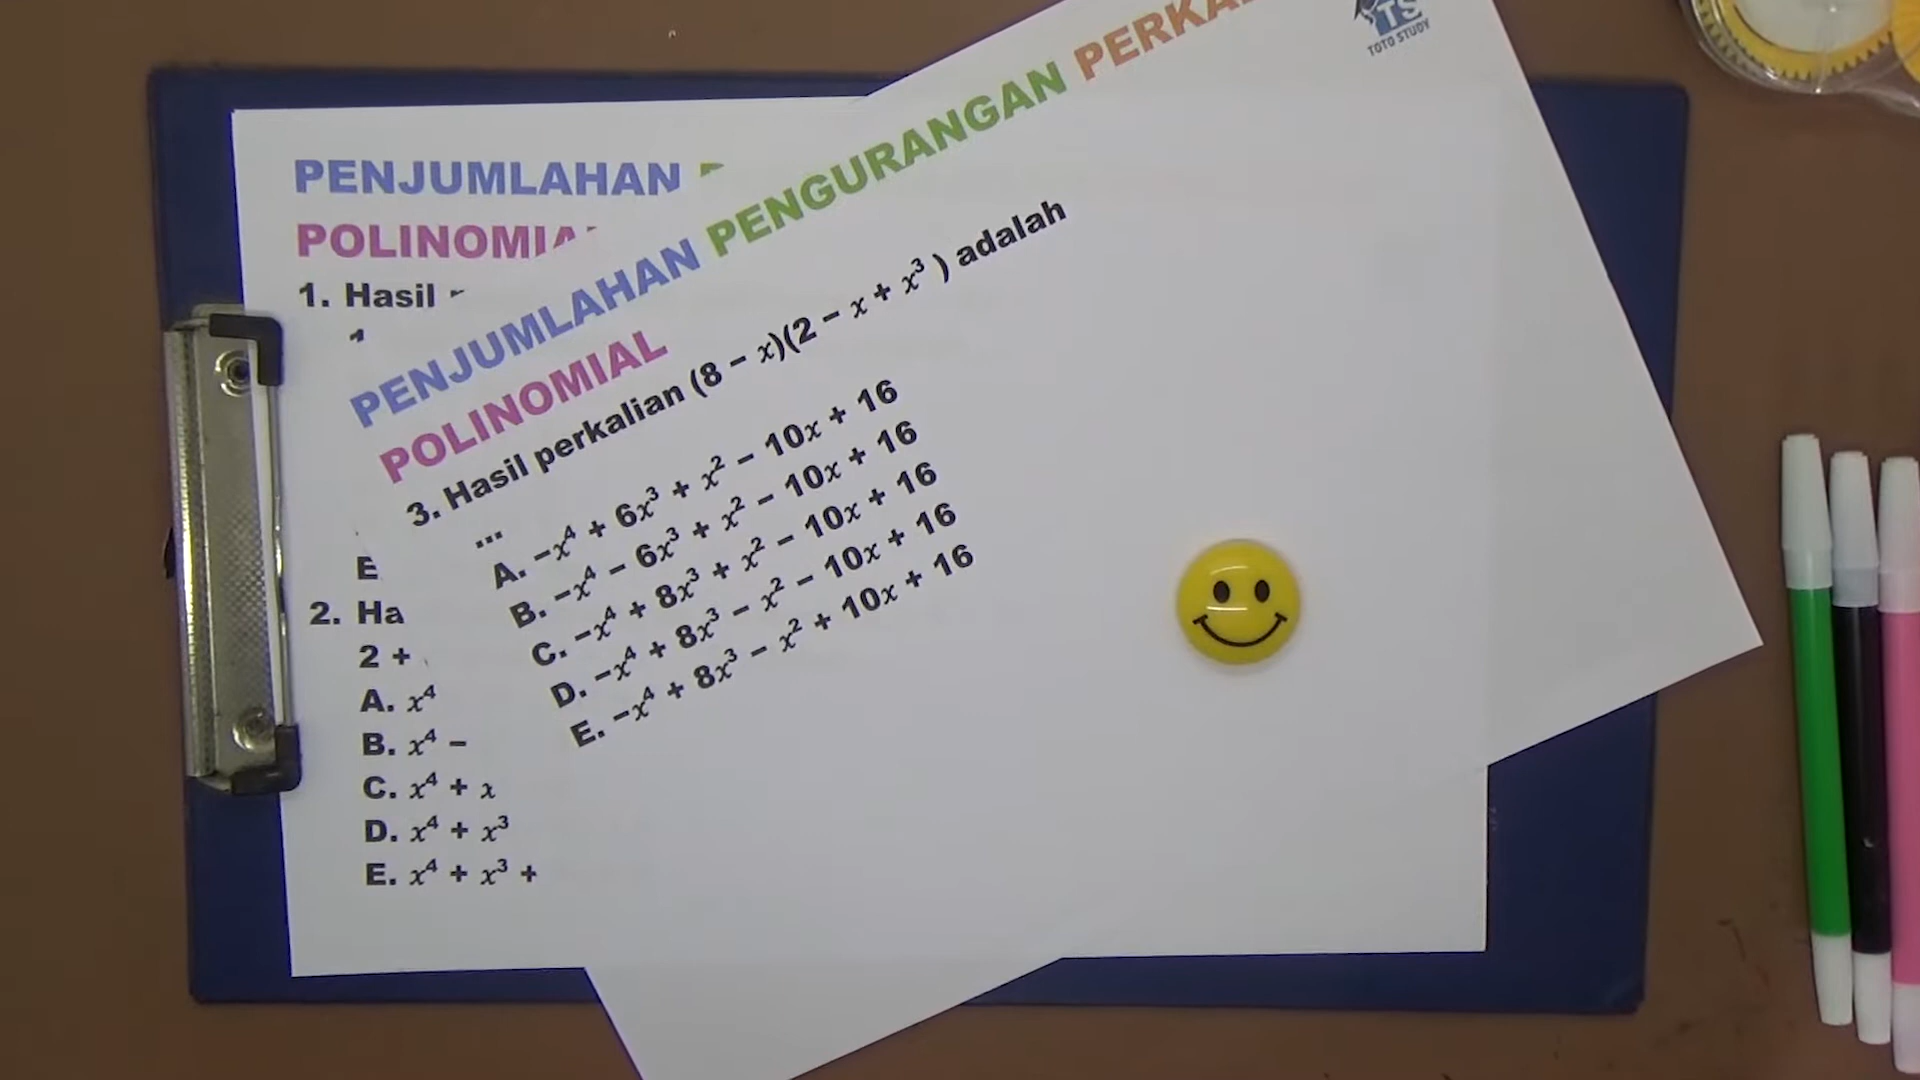 PENJUMLAHAN
POLINOMIA
1. Hasil
E
2. Ha
2 +
A. x⁴
B. x⁴ −
C. x⁴ + x
D. x⁴ + x³
E. x⁴ + x³ +
TS
TOTO STUDY
PENJUMLAHAN PENGURANGAN PERKA
POLINOMIAL
3. Hasil perkalian (8 − x)(2 − x + x³ ) adalah
...
A. −x⁴ + 6x³ + x² − 10x + 16
B. −x⁴ − 6x³ + x² − 10x + 16
C. −x⁴ + 8x³ + x² − 10x + 16
D. −x⁴ + 8x³ − x² − 10x + 16
E. −x⁴ + 8x³ − x² + 10x + 16